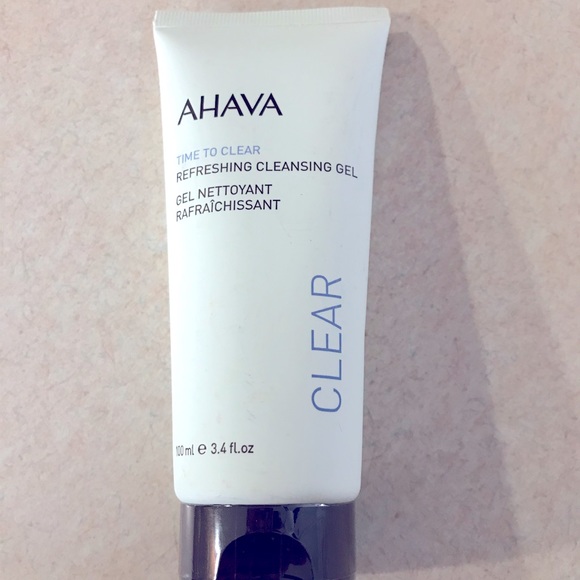 AHAVA
TIME TO CLEAR
REFRESHING CLEANSING GEL
GEL NETTOYANT
RAFRAÎCHISSANT
CLEAR
100 ml e 3.4 fl.oz